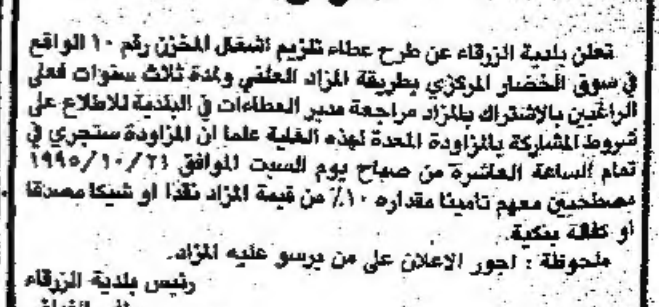 تعلن بلدية الزرقاء عن طرح عطاء تلزيم اشغال المخزن رقم ١٠ الواقع
في سوق الخضار المركزي بطريقة المزاد العلني ولمدة ثلاث سنوات فعلى
الراغبين بالاشتراك بالمزاد مراجعة مدير العطاءات في البلدية للاطلاع على
شروط المشاركة بالمزاودة المعدة لهذه الغاية علما ان المزاودة ستجري في
تمام الساعة العاشرة من صباح يوم السبت الموافق ٢١/١٠/١٩٩٥
مصطحبين معهم تامينا مقداره ١٠٪ من قيمة المزاد نقدا او شيكا مصدقا
أو كفالة بنكية.
ملحوظة : اجور الاعلان على من يرسو عليه المزاد.
رئيس بلدية الزرقاء